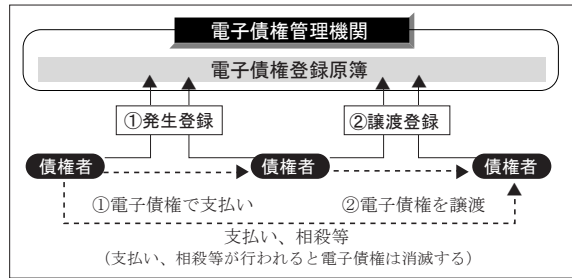 電子債権管理機関
電子債権登録原簿
①発生登録 ②譲渡登録
債権者 債権者 債権者
①電子債権で支払い ②電子債権を譲渡
支払い、相殺等
(支払い、相殺等が行われると電子債権は消滅する)